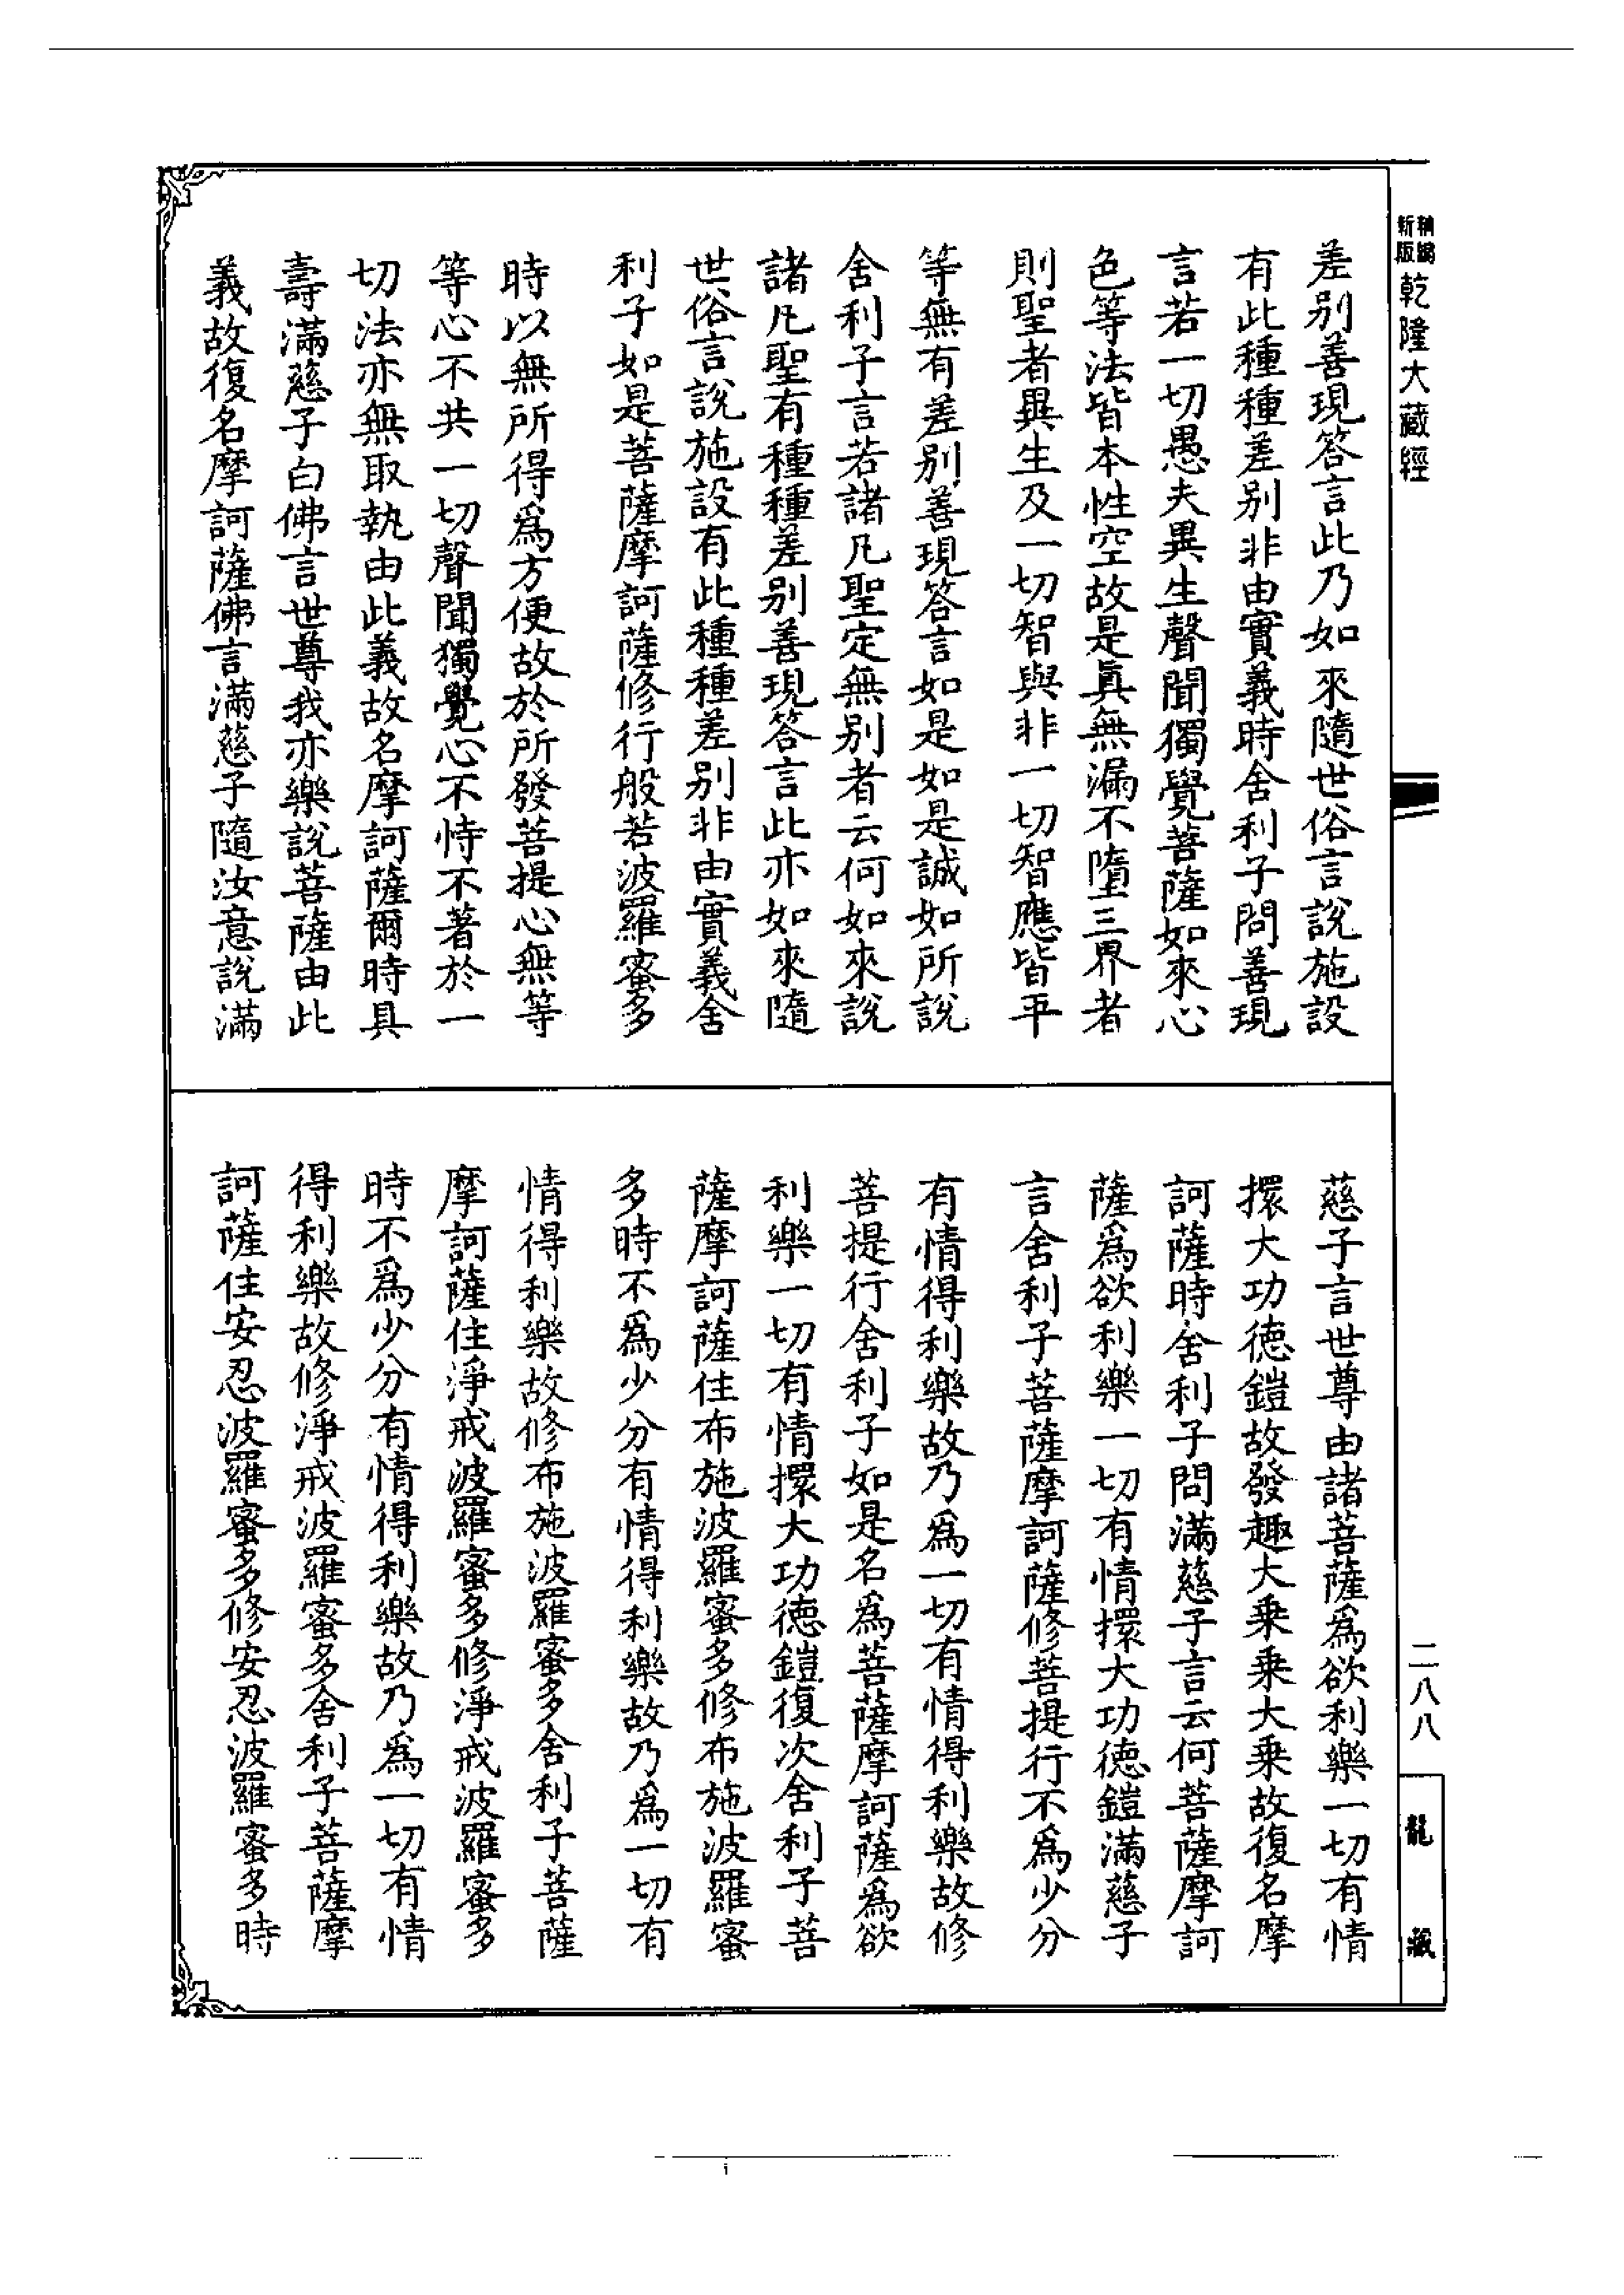 新版 精鵭 乾隆大藏經
差別善現答言此乃如來隨世俗言說施設
有此種種差別非由實義時舍利子問善現
言若一切愚夫異生聲聞獨覺菩薩如來心
色等法皆本性空故是眞無漏不墮三界者
則聖者異生及一切智與非一切智應皆平
等無有差別善現答言如是如是誠如所說
舍利子言若諸凡聖定無別者云何如來說
諸凡聖有種種差別善現答言此亦如來隨
世俗言說施設有此種種差別非由實義舍
利子如是菩薩摩訶薩修行般若波羅蜜多
時以無所得爲方便故於所發菩提心無等
等心不共一切聲聞獨覺心不恃不著於一
切法亦無取執由此義故名摩訶薩爾時具
壽滿慈子白佛言世尊我亦樂說菩薩由此
義故復名摩訶薩佛言滿慈子隨汝意說滿
慈子言世尊由諸菩薩爲欲利樂一切有情
擐大功德鎧故發趣大乘乘大乘故復名摩
訶薩時舍利子問滿慈子言云何菩薩摩訶
薩爲欲利樂一切有情擐大功德鎧滿慈子
言舍利子菩薩摩訶薩修菩提行不爲少分
有情得利樂故乃爲一切有情得利樂故修
菩提行舍利子如是名爲菩薩摩訶薩爲欲
利樂一切有情擐大功德鎧復次舍利子菩
薩摩訶薩住布施波羅蜜多修布施波羅蜜
多時不爲少分有情得利樂故乃爲一切有
情得利樂故修布施波羅蜜多舍利子菩薩
摩訶薩住淨戒波羅蜜多修淨戒波羅蜜多
時不爲少分有情得利樂故乃爲一切有情
得利樂故修淨戒波羅蜜多舍利子菩薩摩
訶薩住安忍波羅蜜多修安忍波羅蜜多時
二八八
龍藏